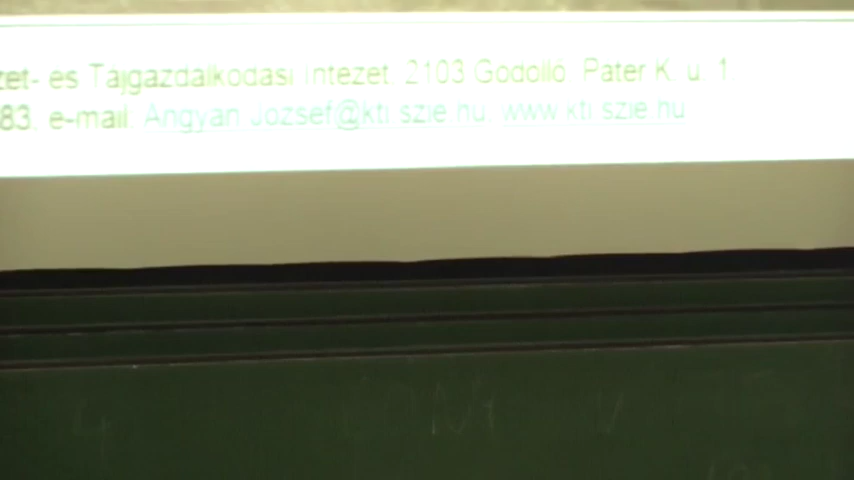 zet- es Tajgazdalkodasi Intezet, 2103 Godollo, Pater K. u. 1.
83, e-mail: Angyan.Jozsef@kti.szie.hu, www.kti.szie.hu